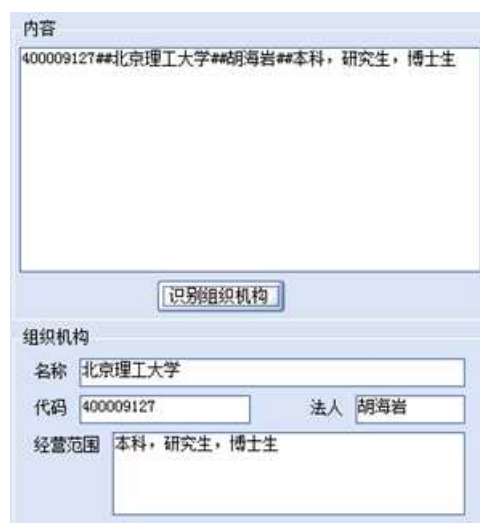 内容
400009127##北京理工大学##胡海岩##本科，研究生，博士生
识别组织机构
组织机构
名称 北京理工大学
代码 400009127 法人 胡海岩
经营范围 本科，研究生，博士生